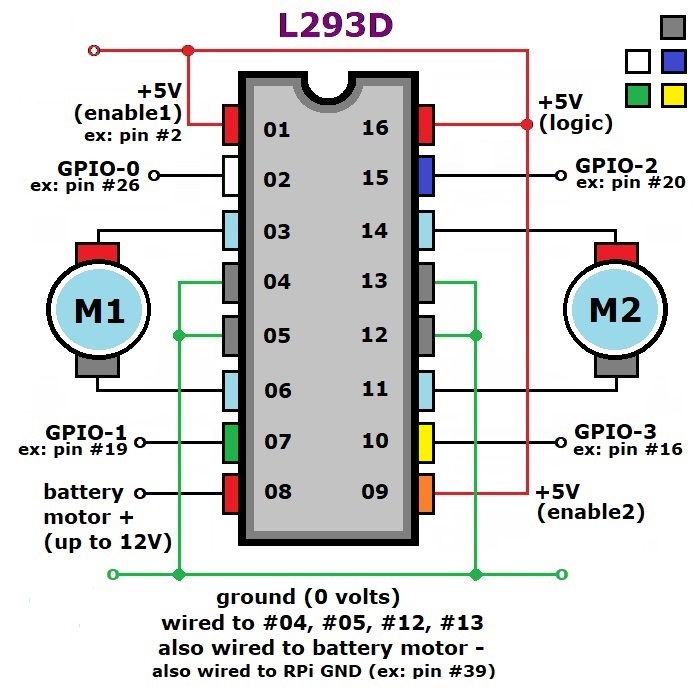 L293D
+5V
(enable1)
ex: pin #2
+5V
(logic)
GPIO-0
ex: pin #26
GPIO-2
ex: pin #20
01
16
02
15
03
14
04
13
05
12
06
11
07
10
08
09
M1
M2
GPIO-1
ex: pin #19
GPIO-3
ex: pin #16
battery
motor +
(up to 12V)
+5V
(enable2)
ground (0 volts)
wired to #04, #05, #12, #13
also wired to battery motor -
also wired to RPi GND (ex: pin #39)